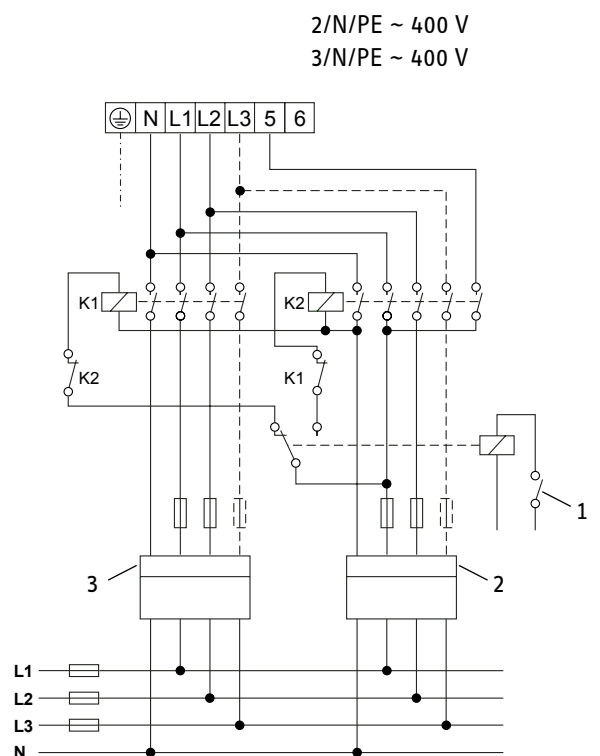 2/N/PE ~ 400 V
3/N/PE ~ 400 V
N L1 L2 L3 5 6
K1 K2
K2 K1
1
3 2
L1
L2
L3
N